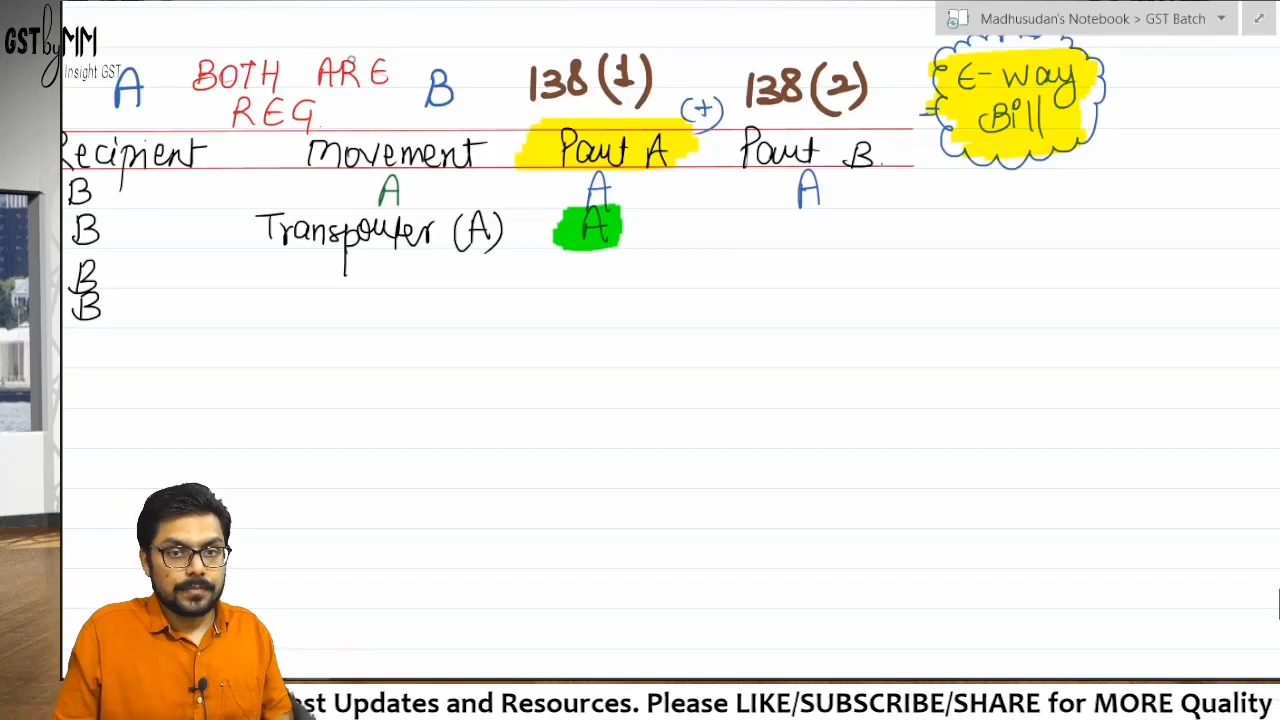 GST by MM
Insight GST
Madhusudan's Notebook > GST Batch
A BOTH ARE REG. B 138(1) (+) 138(2) = E-way Bill
Recipient Movement Part A Part B.
B A A A
B Transporter (A) A
B
B
est Updates and Resources. Please LIKE/SUBSCRIBE/SHARE for MORE Quality